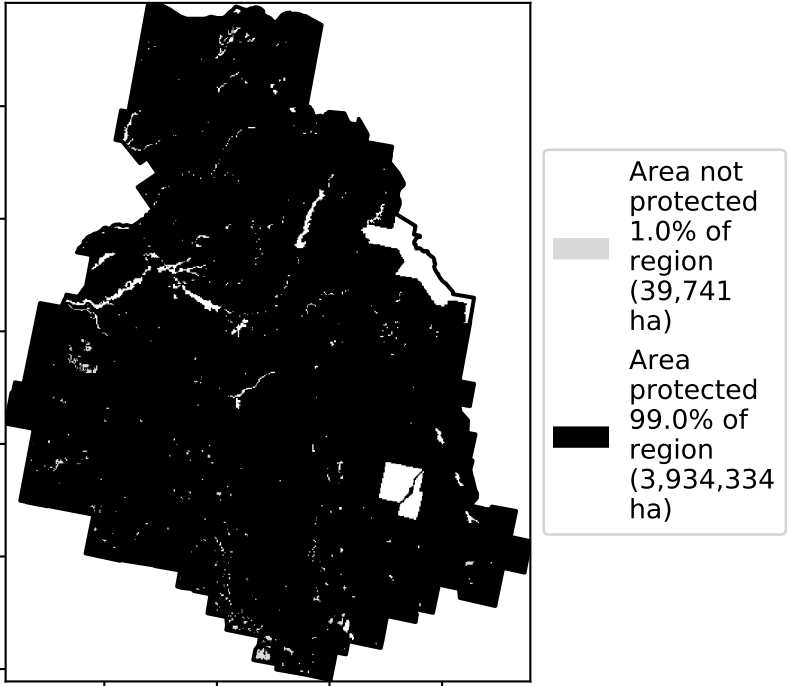 Area not
protected
1.0% of
region
(39,741
ha)
Area
protected
99.0% of
region
(3,934,334
ha)